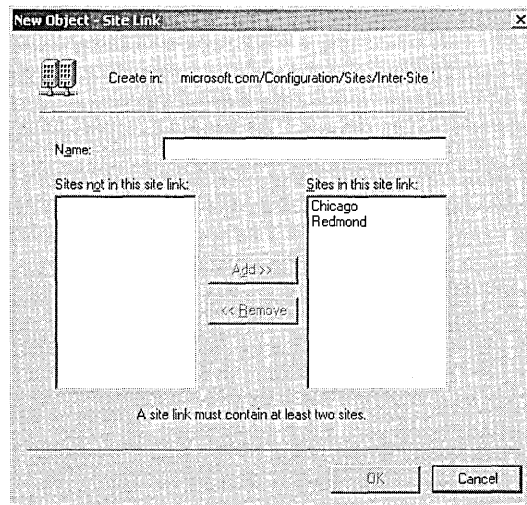 New Object - Site Link
Create in: microsoft.com/Configuration/Sites/Inter-Site
Name:
Sites not in this site link:
Sites in this site link:
Chicago
Redmond
Add >>
<< Remove
A site link must contain at least two sites.
OK
Cancel